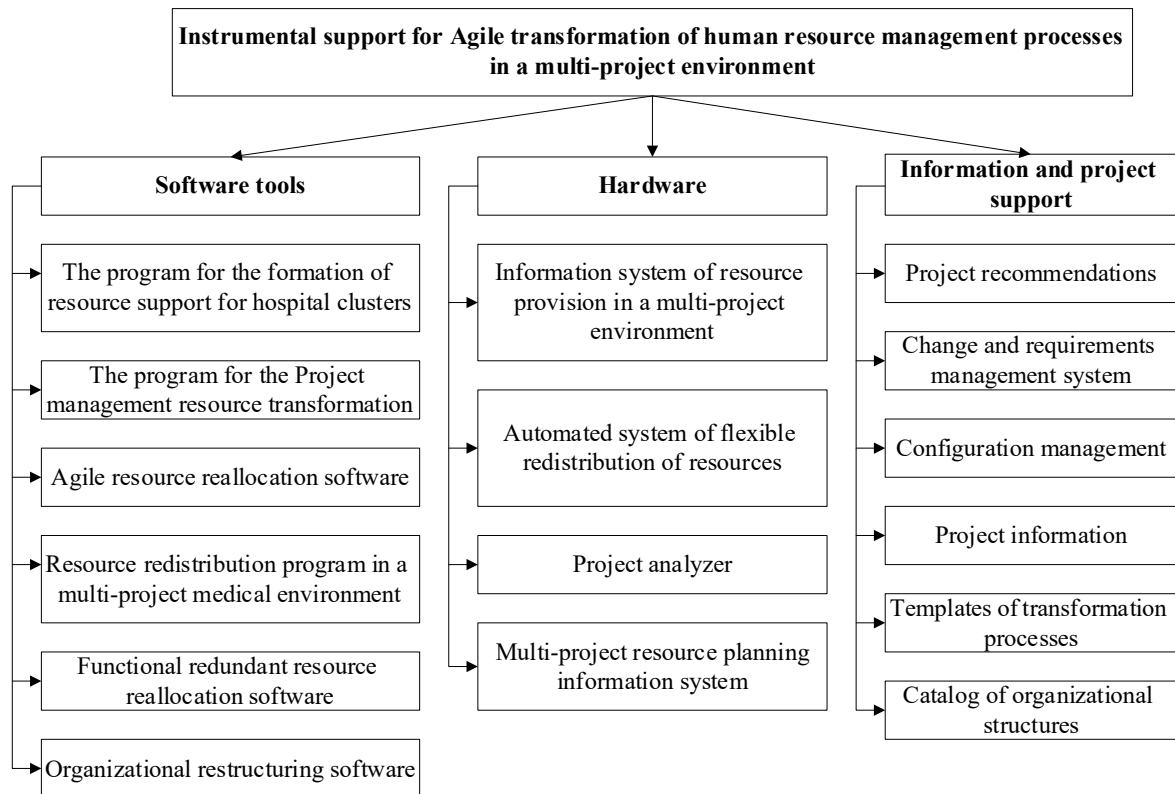 Instrumental support for Agile transformation of human resource management processes
in a multi-project environment
Software tools
The program for the formation of
resource support for hospital clusters
The program for the Project
management resource transformation
Agile resource reallocation software
Resource redistribution program in a
multi-project medical environment
Functional redundant resource
reallocation software
Organizational restructuring software
Hardware
Information system of resource
provision in a multi-project
environment
Automated system of flexible
redistribution of resources
Project analyzer
Multi-project resource planning
information system
Information and project
support
Project recommendations
Change and requirements
management system
Configuration management
Project information
Templates of transformation
processes
Catalog of organizational
structures